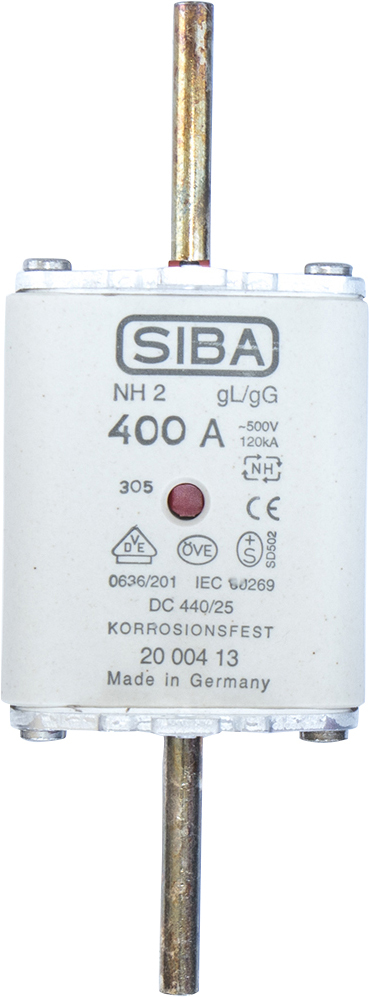 SIBA
NH 2 gL/gG
400 A ~500V
120kA
NH
305
CE
VDE ÖVE +S SD502
0636/201 IEC 60269
DC 440/25
KORROSIONSFEST
20 004 13
Made in Germany